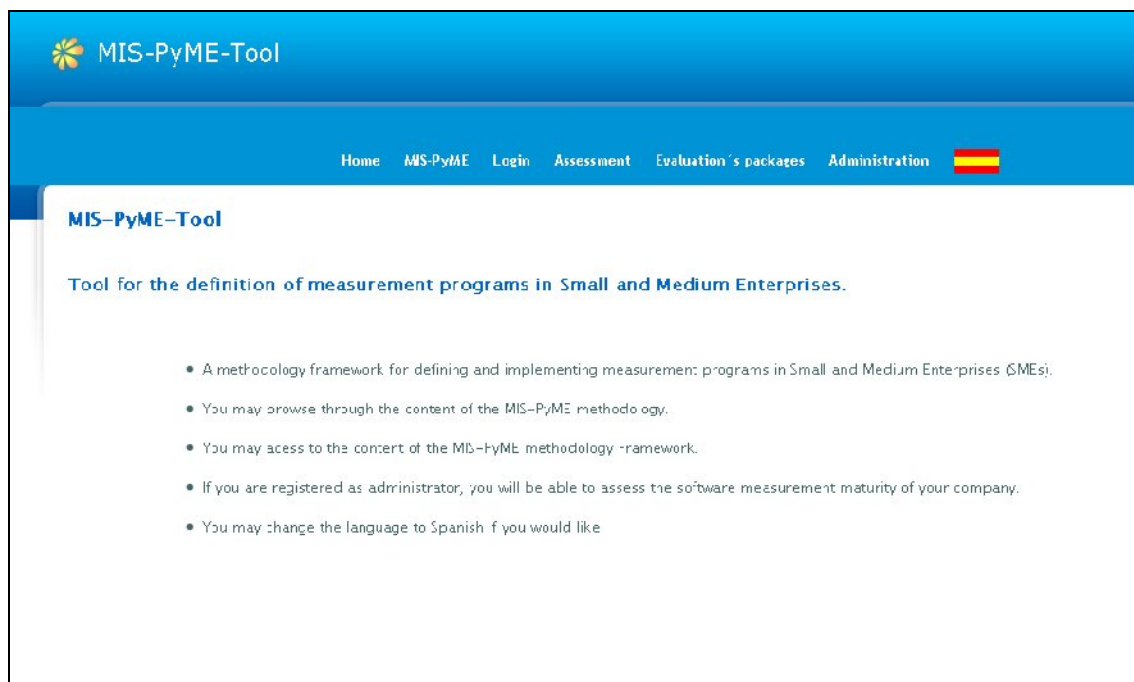 MIS-PyME-Tool
Home MIS-PyME Login Assessment Evaluation´s packages Administration
MIS-PyME-Tool
Tool for the definition of measurement programs in Small and Medium Enterprises.
• A methodology framework for defining and implementing measurement programs in Small and Medium Enterprises (SMEs).
• You may browse through the content of the MIS-PyME methodology.
• You may acess to the content of the MIS-PyME methodology framework.
• If you are registered as administrator, you will be able to assess the software measurement maturity of your company.
• You may change the language to Spanish if you would like